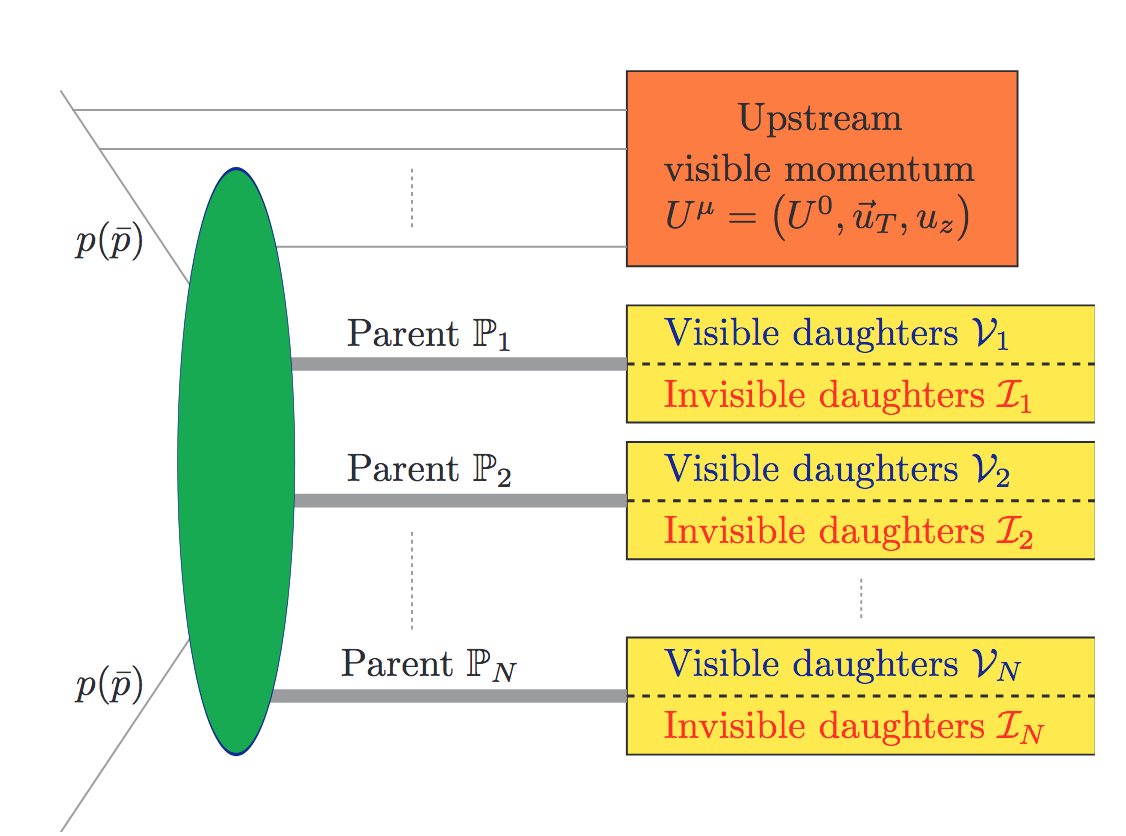 Upstream
visible momentum
$U^\mu = (U^0, \vec{u}_T, u_z)$
$p(\bar{p})$
Parent $\mathbb{P}_1$
Visible daughters $\mathcal{V}_1$
Invisible daughters $\mathcal{I}_1$
Parent $\mathbb{P}_2$
Visible daughters $\mathcal{V}_2$
Invisible daughters $\mathcal{I}_2$
$p(\bar{p})$
Parent $\mathbb{P}_N$
Visible daughters $\mathcal{V}_N$
Invisible daughters $\mathcal{I}_N$